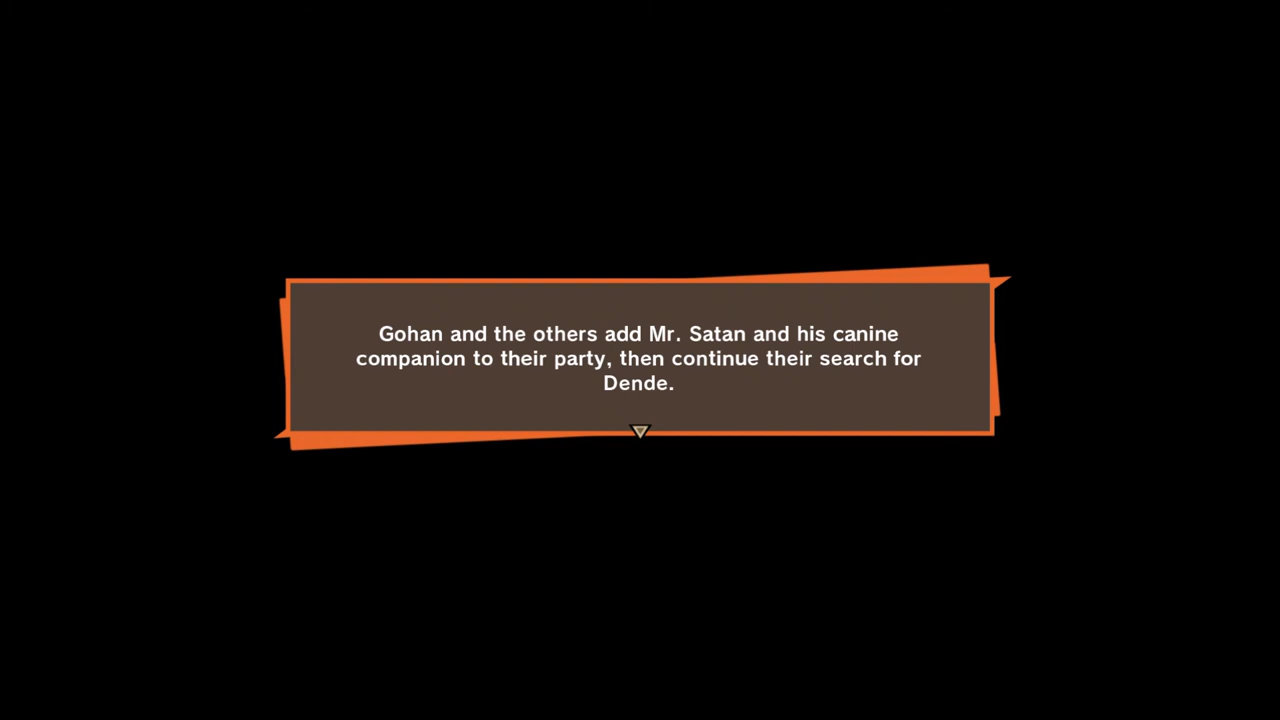 Gohan and the others add Mr. Satan and his canine
companion to their party, then continue their search for
Dende.